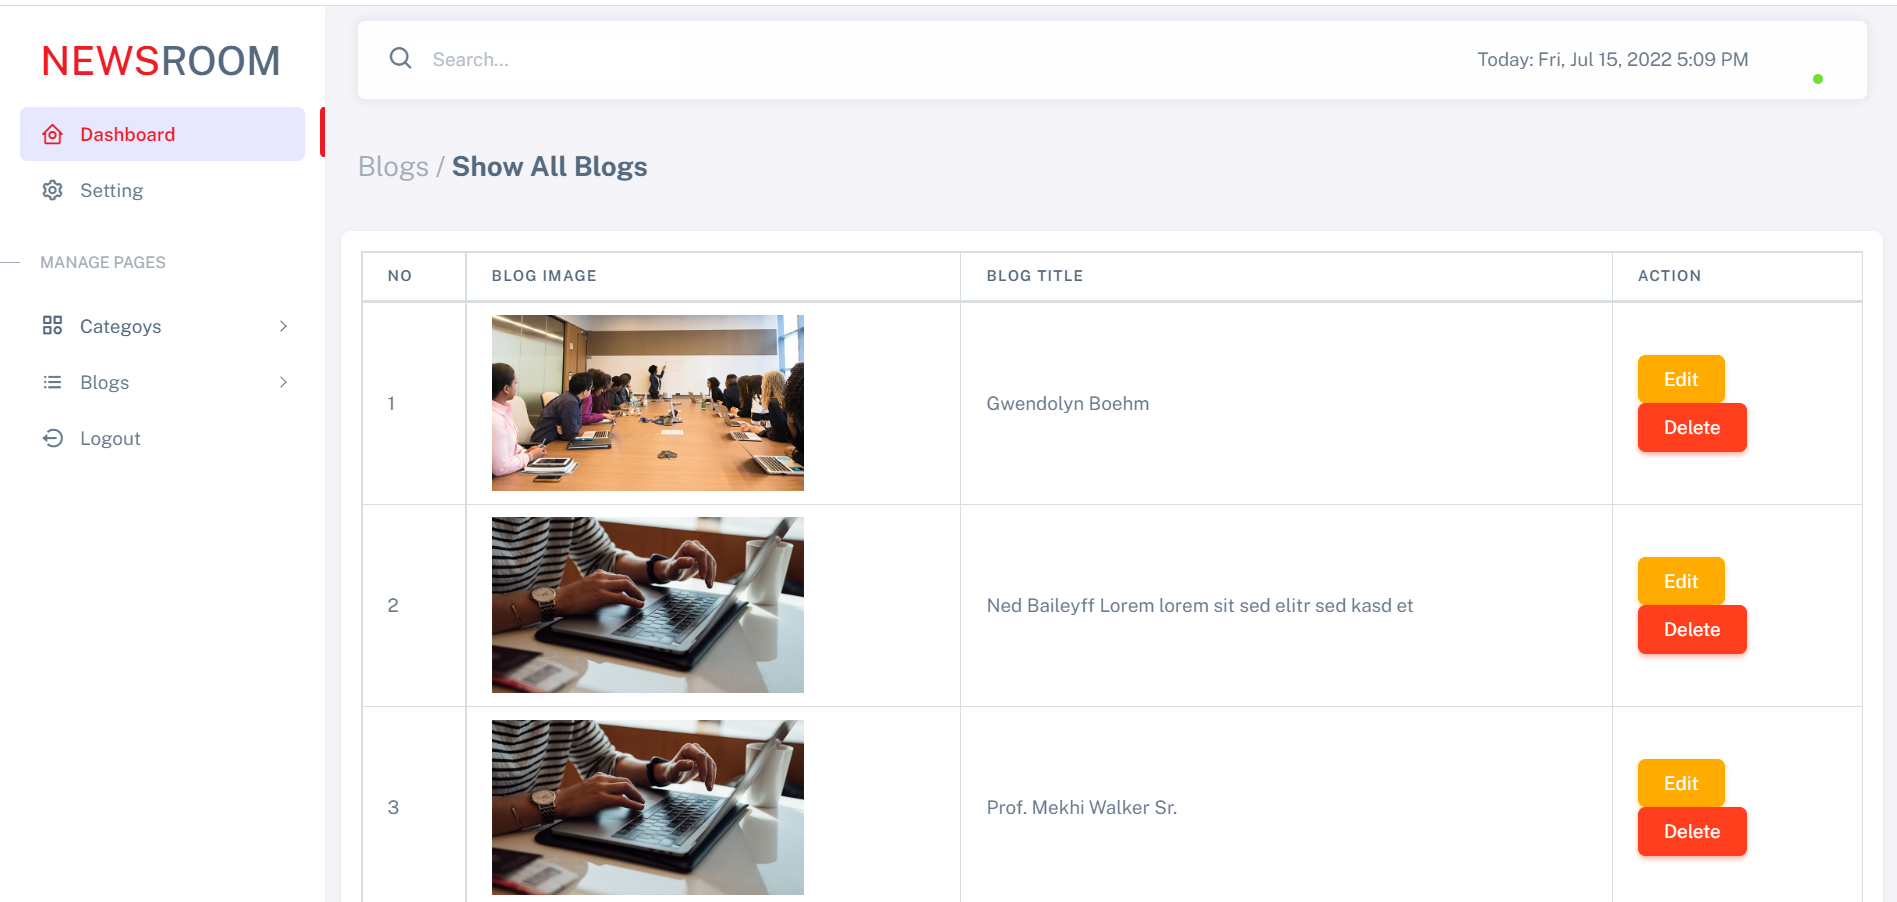 NEWSROOM
Search...
Today: Fri, Jul 15, 2022 5:09 PM
Dashboard
Setting
MANAGE PAGES
Categoys
Blogs
Logout
Blogs / Show All Blogs
NO BLOG IMAGE BLOG TITLE ACTION
1 Gwendolyn Boehm Edit
Delete
2 Ned Baileyff Lorem lorem sit sed elitr sed kasd et Edit
Delete
3 Prof. Mekhi Walker Sr. Edit
Delete